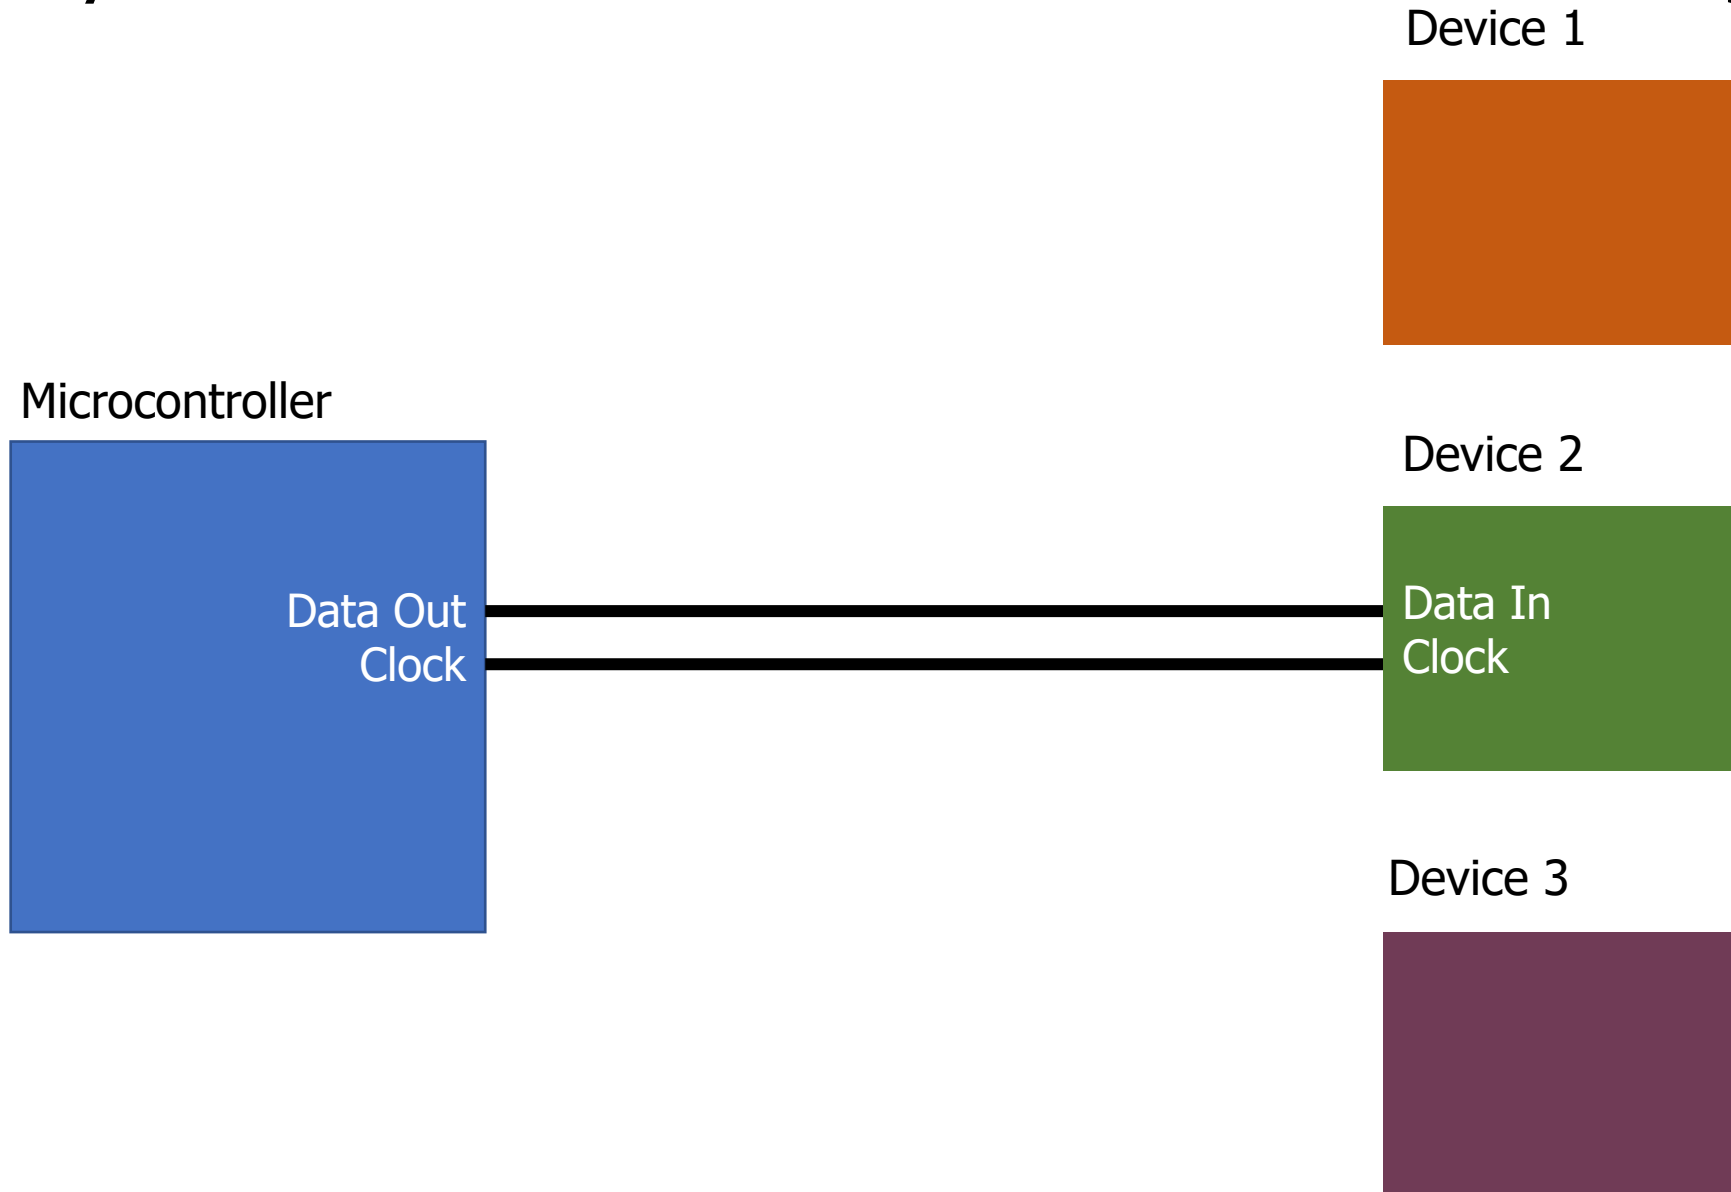 Device 1
Microcontroller
Device 2
Data Out
Clock
Data In
Clock
Device 3